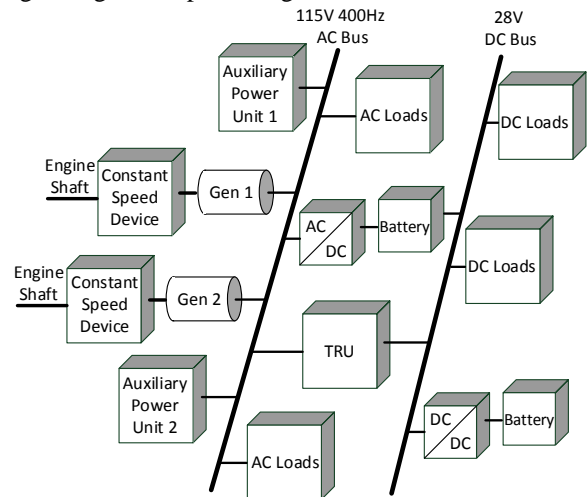 115V 400Hz
AC Bus
28V
DC Bus
Auxiliary
Power
Unit 1
AC Loads
DC Loads
Engine
Shaft
Constant
Speed
Device
Gen 1
AC
DC
Battery
DC Loads
Engine
Shaft
Constant
Speed
Device
Gen 2
TRU
Auxiliary
Power
Unit 2
DC
DC
Battery
AC Loads